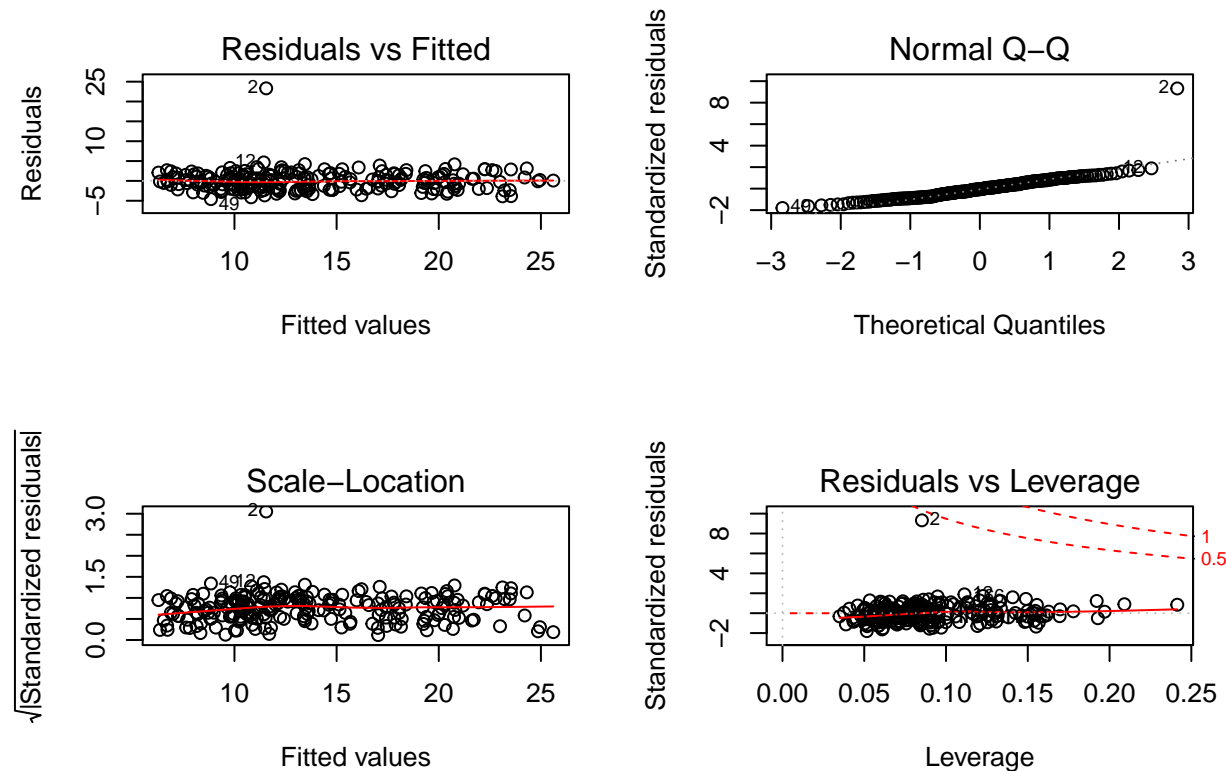 Residuals vs Fitted
Residuals
25
10
−5
2
12
49
10 15 20 25
Fitted values
Normal Q−Q
Standardized residuals
8
4
−2
2
12
49
−3 −2 −1 0 1 2 3
Theoretical Quantiles
Scale−Location
√|Standardized residuals|
3.0
1.5
0.0
2
49 12
10 15 20 25
Fitted values
Residuals vs Leverage
Standardized residuals
8
4
−2
2
12
1
0.5
0.00 0.05 0.10 0.15 0.20 0.25
Leverage